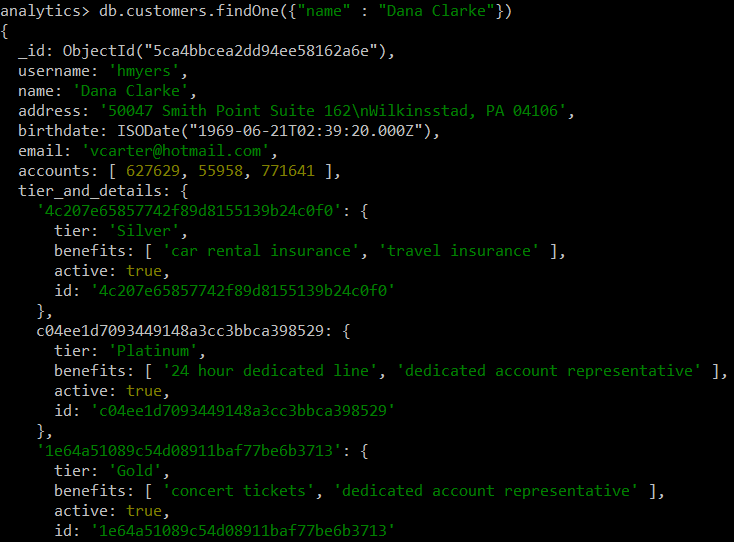 analytics> db.customers.findOne({"name" : "Dana Clarke"})
{
  _id: ObjectId("5ca4bbcea2dd94ee58162a6e"),
  username: 'hmyers',
  name: 'Dana Clarke',
  address: '50047 Smith Point Suite 162\nWilkinsstad, PA 04106',
  birthdate: ISODate("1969-06-21T02:39:20.000Z"),
  email: 'vcarter@hotmail.com',
  accounts: [ 627629, 55958, 771641 ],
  tier_and_details: {
    '4c207e65857742f89d8155139b24c0f0': {
      tier: 'Silver',
      benefits: [ 'car rental insurance', 'travel insurance' ],
      active: true,
      id: '4c207e65857742f89d8155139b24c0f0'
    },
    c04ee1d7093449148a3cc3bbca398529: {
      tier: 'Platinum',
      benefits: [ '24 hour dedicated line', 'dedicated account representative' ],
      active: true,
      id: 'c04ee1d7093449148a3cc3bbca398529'
    },
    '1e64a51089c54d08911baf77be6b3713': {
      tier: 'Gold',
      benefits: [ 'concert tickets', 'dedicated account representative' ],
      active: true,
      id: '1e64a51089c54d08911baf77be6b3713'